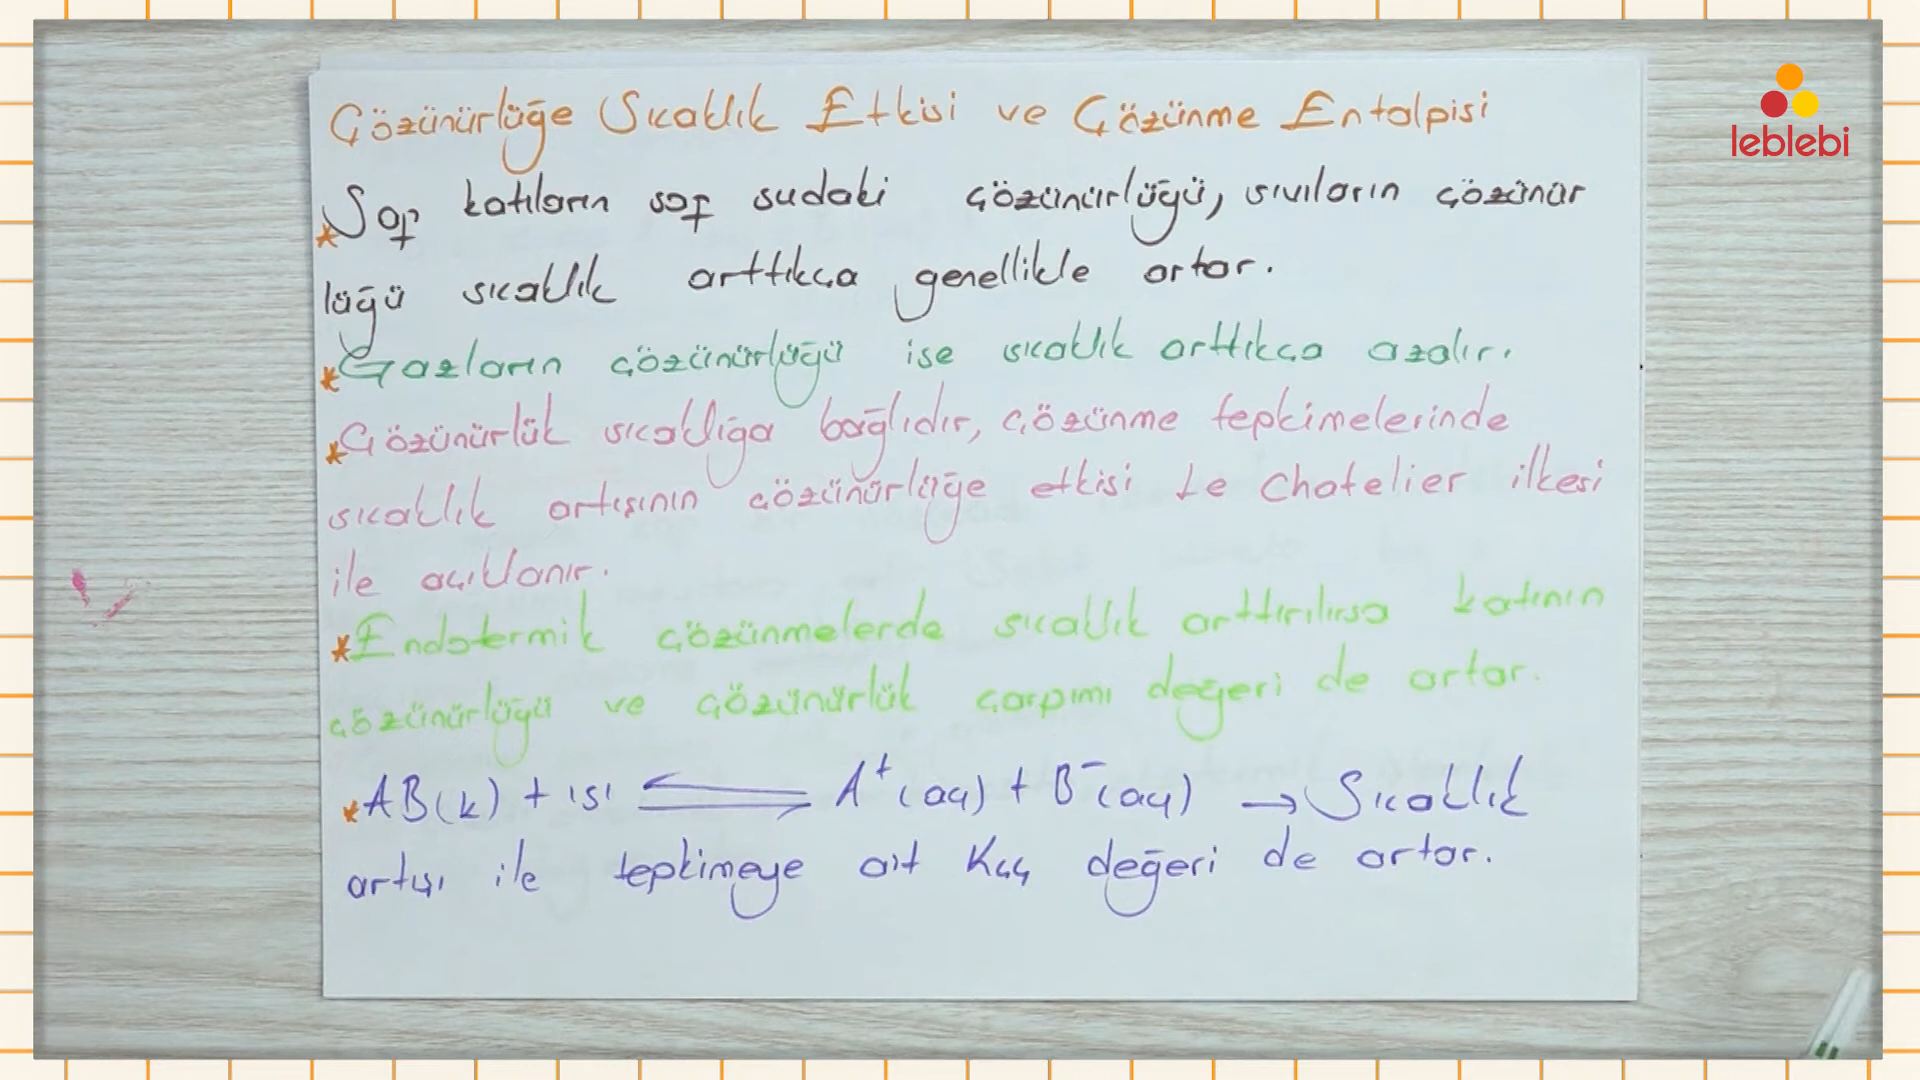 Çözünürlüğe Sıcaklık Etkisi ve Çözünme Entalpisi
leblebi
* Saf katıların saf sudaki çözünürlüğü, sıvıların çözünür
lüğü sıcaklık arttıkca genellikle artar.
* Gazların çözünürlüğü ise sıcaklık arttıkca azalır.
* Çözünürlük sıcaklığa bağlıdır, çözünme tepkimelerinde
sıcaklık artışının çözünürlüğe etkisi Le Chatelier ilkesi
ile açıklanır.
* Endotermik çözünmelerde sıcaklık arttırılırsa katının
çözünürlüğü ve çözünürlük çarpımı değeri de artar.
* AB(k) + ısı ⇌ A⁺(aq) + B⁻(aq) → Sıcaklık
artışı ile tepkimeye ait Kçç değeri de artar.